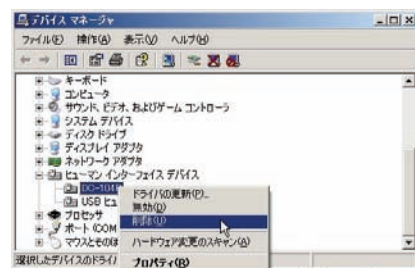 デバイス マネージャ
ファイル(F) 操作(A) 表示(V) ヘルプ(H)
キーボード
コンピュータ
サウンド、ビデオ、およびゲーム コントローラ
システム デバイス
ディスク ドライブ
ディスプレイ アダプタ
ネットワーク アダプタ
ヒューマン インターフェイス デバイス
ドライバの更新(P)...
USB ヒュ
無効(D)
プロセッサ
削除(U)
ポート (COM
マウスとそのほ
ハードウェア変更のスキャン(A)
選択したデバイスのドライバ
プロパティ(R)